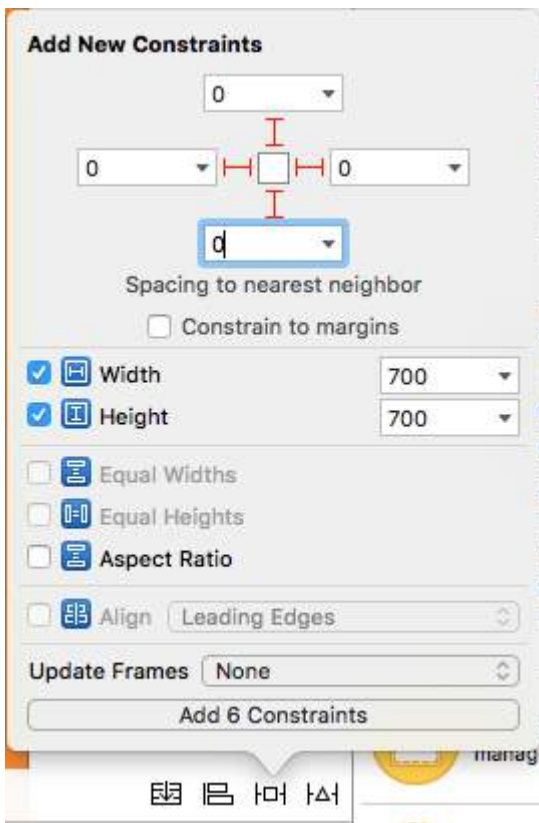 Add New Constraints
0
0 0
0
Spacing to nearest neighbor
Constrain to margins
Width 700
Height 700
Equal Widths
Equal Heights
Aspect Ratio
Align Leading Edges
Update Frames None
Add 6 Constraints
manag